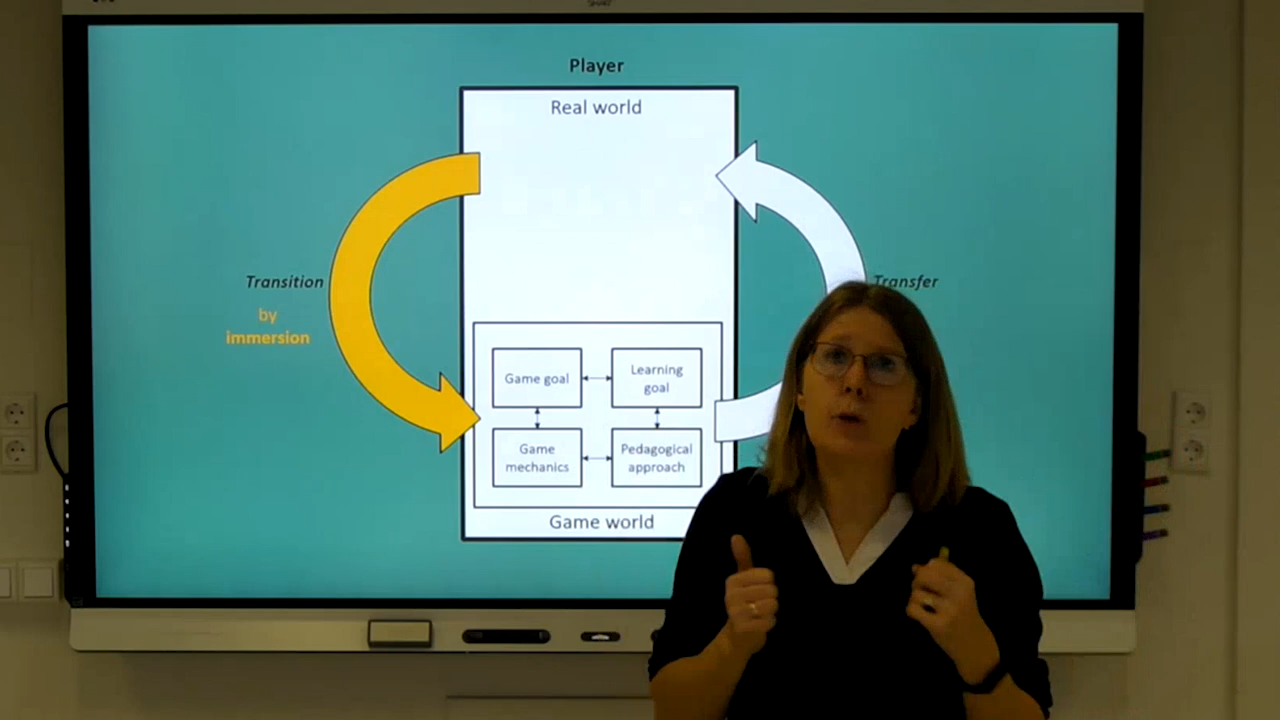 Player
Real world
Transition
by
immersion
Transfer
Game goal
Learning
goal
Game
mechanics
Pedagogical
approach
Game world